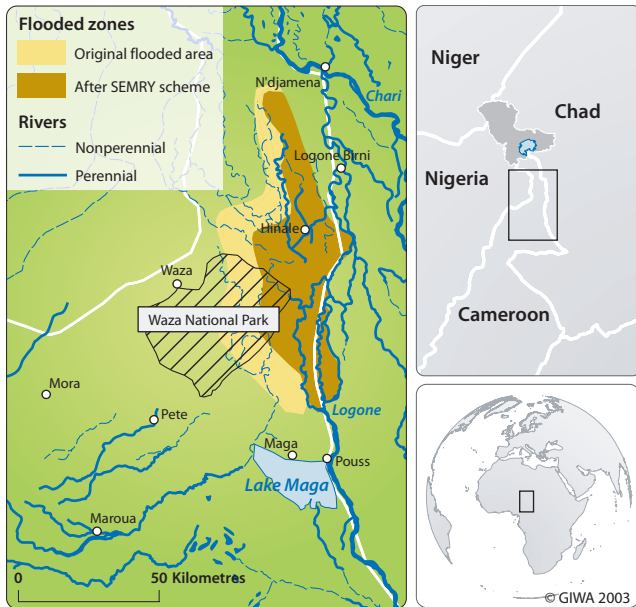 Flooded zones
Original flooded area
After SEMRY scheme
Rivers
Nonperennial
Perennial
N'djamena
Chari
Logone Birni
Hinale
Waza
Waza National Park
Mora
Pete
Logone
Maga
Pouss
Lake Maga
Maroua
0 50 Kilometres
Niger
Chad
Nigeria
Cameroon
© GIWA 2003